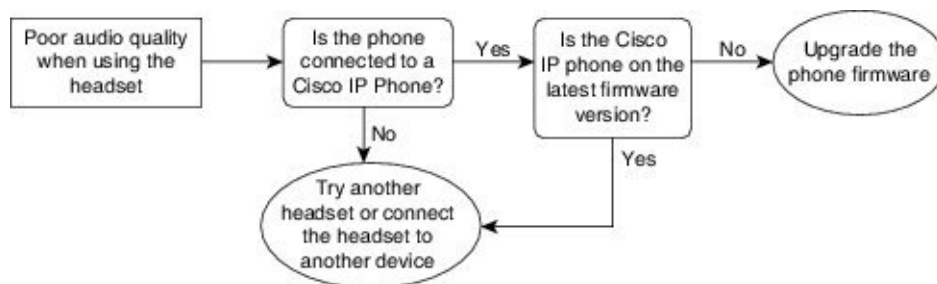 Poor audio quality
when using the
headset
Is the phone
connected to a
Cisco IP Phone?
Yes
Is the Cisco
IP phone on the
latest firmware
version?
No
Upgrade the
phone firmware
No
Yes
Try another
headset or connect
the headset to
another device